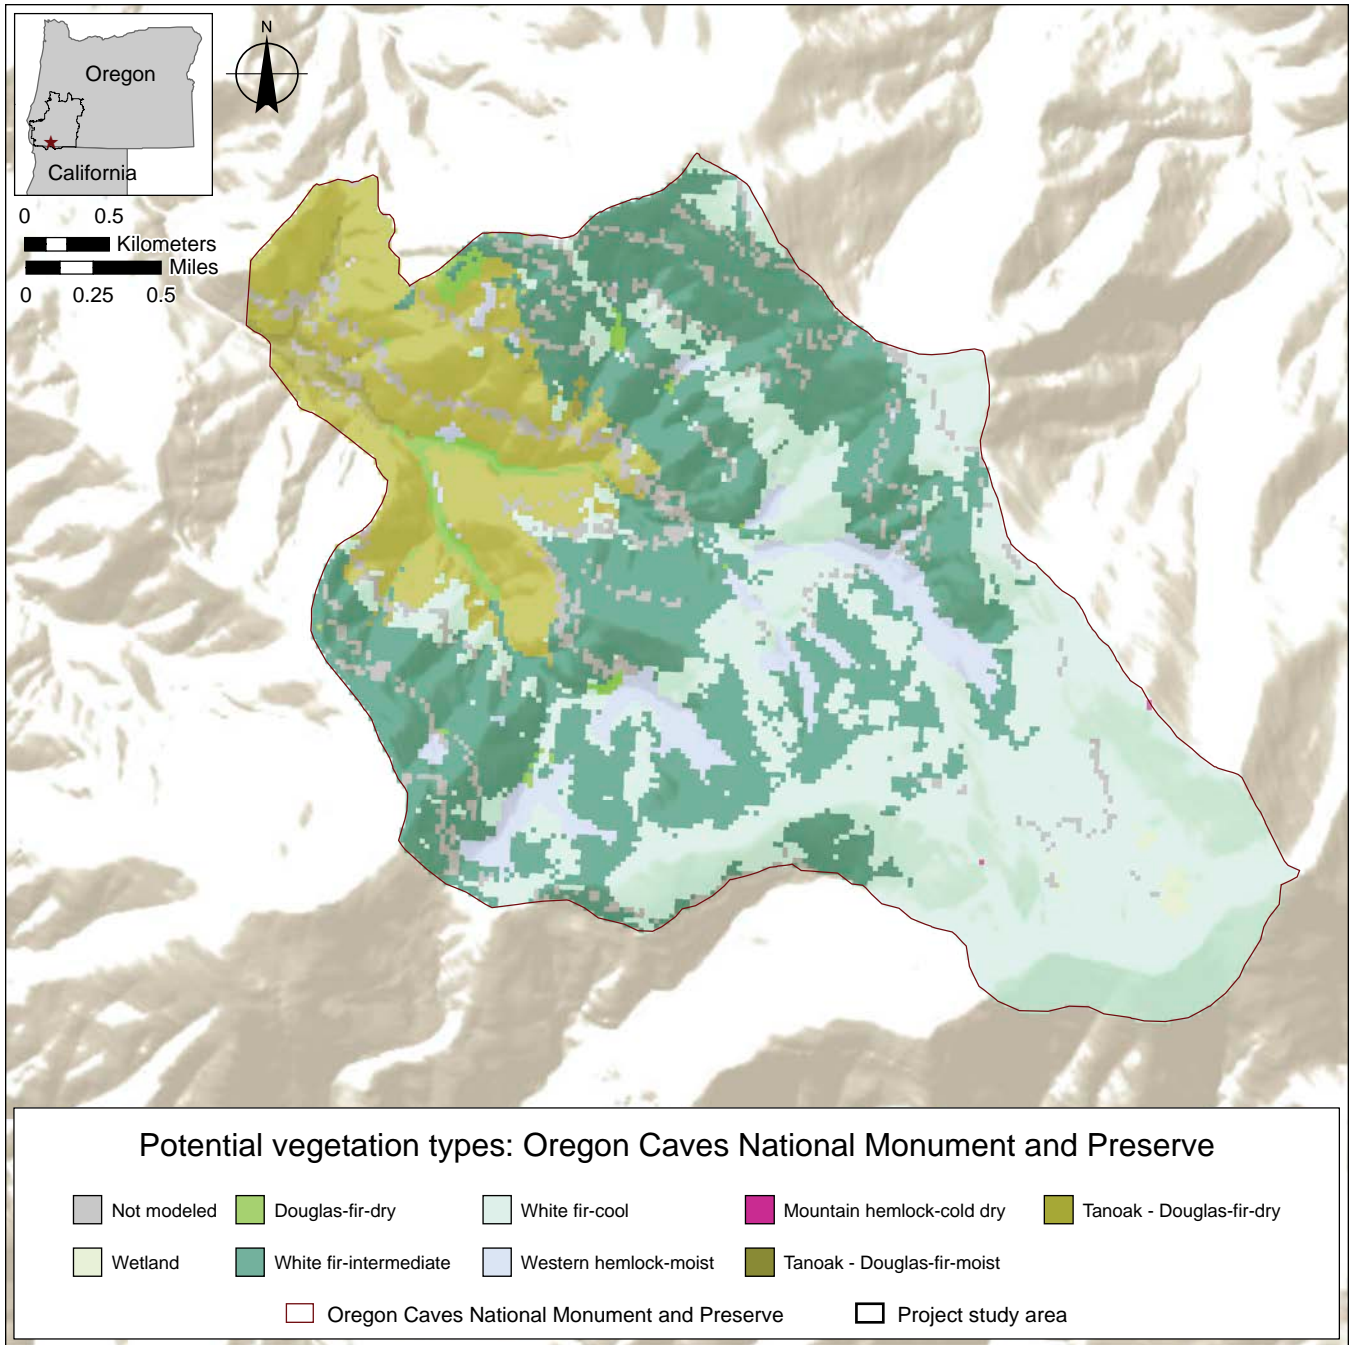 N
Oregon
California
0 0.5
Kilometers
Miles
0 0.25 0.5
Potential vegetation types: Oregon Caves National Monument and Preserve
Not modeled Douglas-fir-dry White fir-cool Mountain hemlock-cold dry Tanoak - Douglas-fir-dry
Wetland White fir-intermediate Western hemlock-moist Tanoak - Douglas-fir-moist
Oregon Caves National Monument and Preserve Project study area